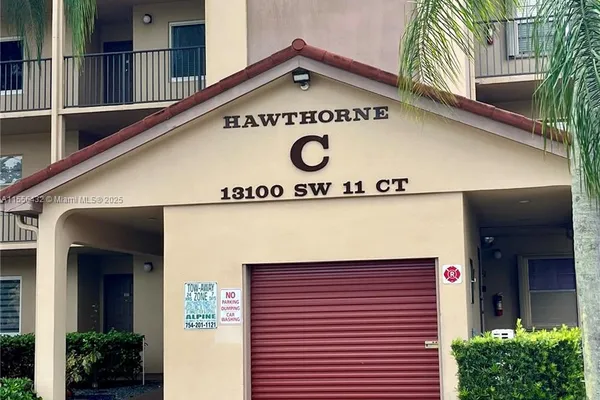 HAWTHORNE
C
13100 SW 11 CT
© Miami MLS® 2025
TOW-AWAY
ZONE
ALPINE
754-201-1121
NO
PARKING
DUMPING
CAR
WASHING
R